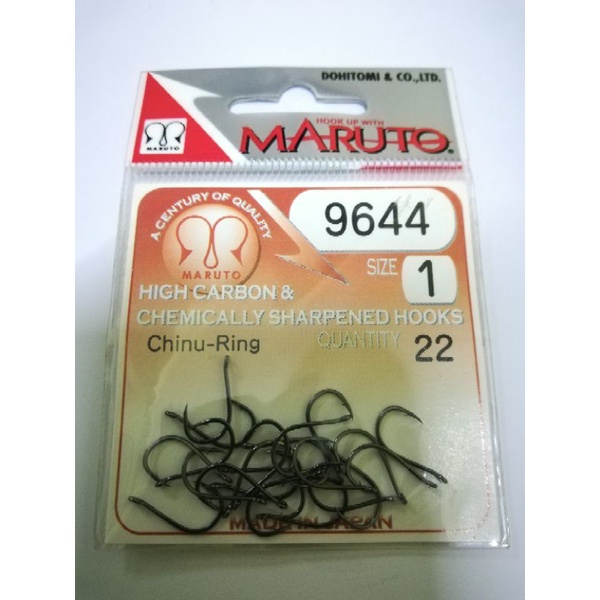 DOHITOMI & CO.,LTD.
HOOK UP WITH
MARUTO
MARUTO®
A CENTURY OF QUALITY
MARUTO
9644
SIZE 1
HIGH CARBON &
CHEMICALLY SHARPENED HOOKS
Chinu-Ring
QUANTITY 22
MADE IN JAPAN